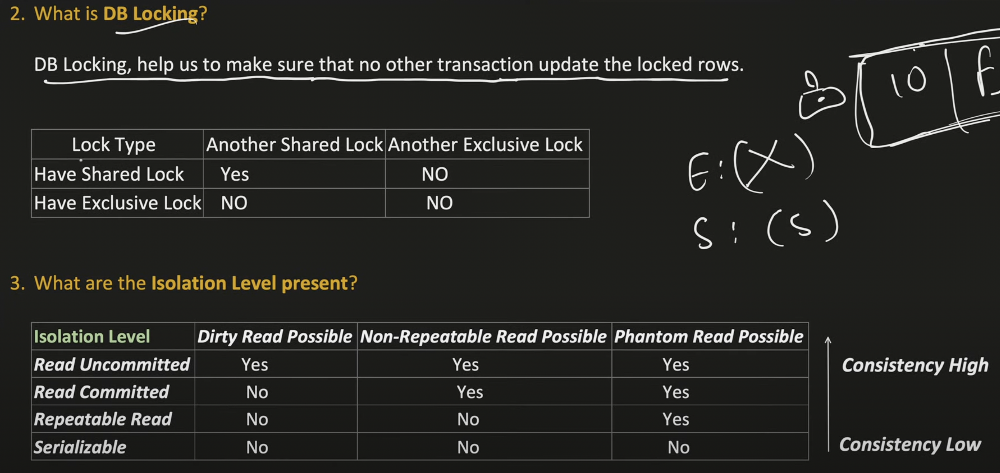 2. What is DB Locking?
DB Locking, help us to make sure that no other transaction update the locked rows.
10
Lock Type Another Shared Lock Another Exclusive Lock
Have Shared Lock Yes NO
Have Exclusive Lock NO NO
E: (X)
S: (S)
3. What are the Isolation Level present?
Isolation Level Dirty Read Possible Non-Repeatable Read Possible Phantom Read Possible
Read Uncommitted Yes Yes Yes
Consistency High
Read Committed No Yes Yes
Repeatable Read No No Yes
Serializable No No No
Consistency Low